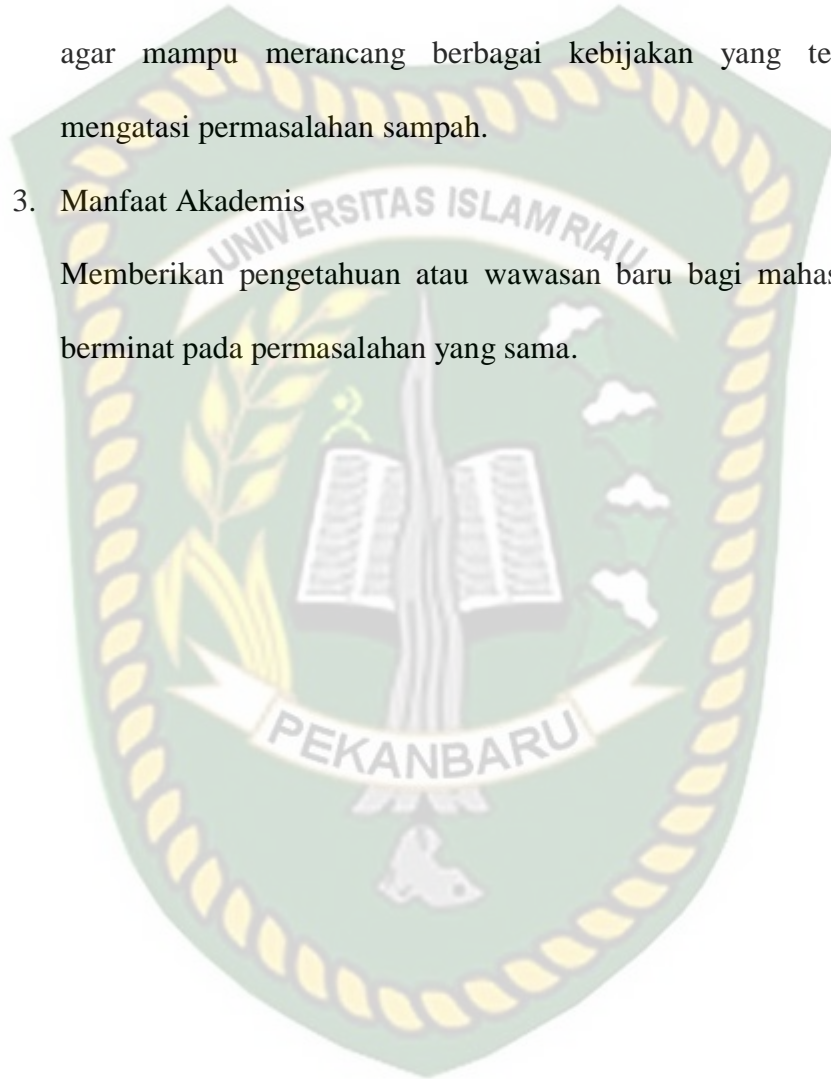 agar mampu merancang berbagai kebijakan yang te
mengatasi permasalahan sampah.
3. Manfaat Akademis
UNIVERSITAS ISLAM RIAU
Memberikan pengetahuan atau wawasan baru bagi mahas
berminat pada permasalahan yang sama.
PEKANBARU